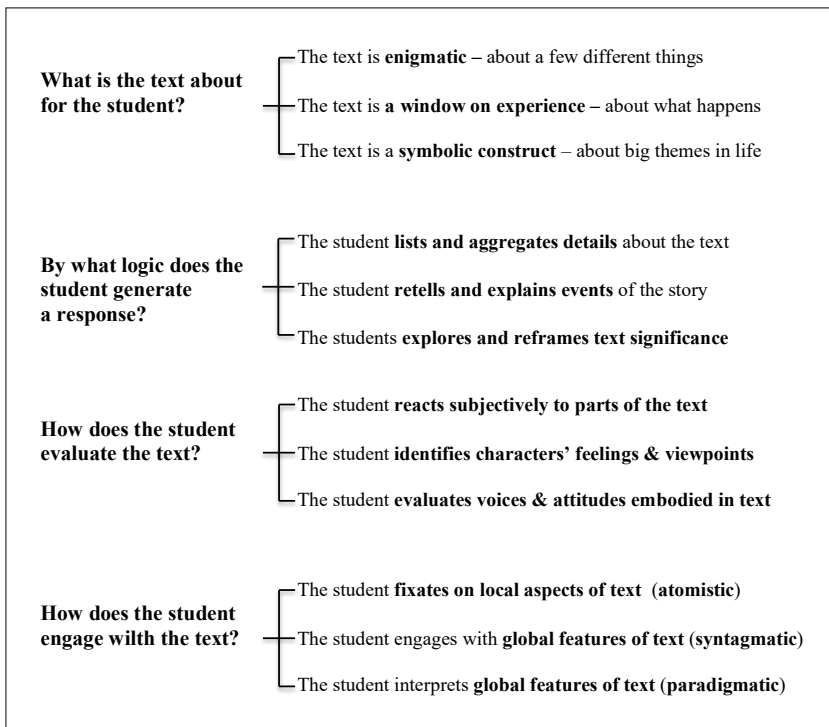 The text is enigmatic – about a few different things
What is the text about
for the student?
The text is a window on experience – about what happens
The text is a symbolic construct – about big themes in life
The student lists and aggregates details about the text
By what logic does the
student generate
a response?
The student retells and explains events of the story
The students explores and reframes text significance
The student reacts subjectively to parts of the text
How does the student
evaluate the text?
The student identifies characters’ feelings & viewpoints
The student evaluates voices & attitudes embodied in text
The student fixates on local aspects of text (atomistic)
How does the student
engage wilth the text?
The student engages with global features of text (syntagmatic)
The student interprets global features of text (paradigmatic)